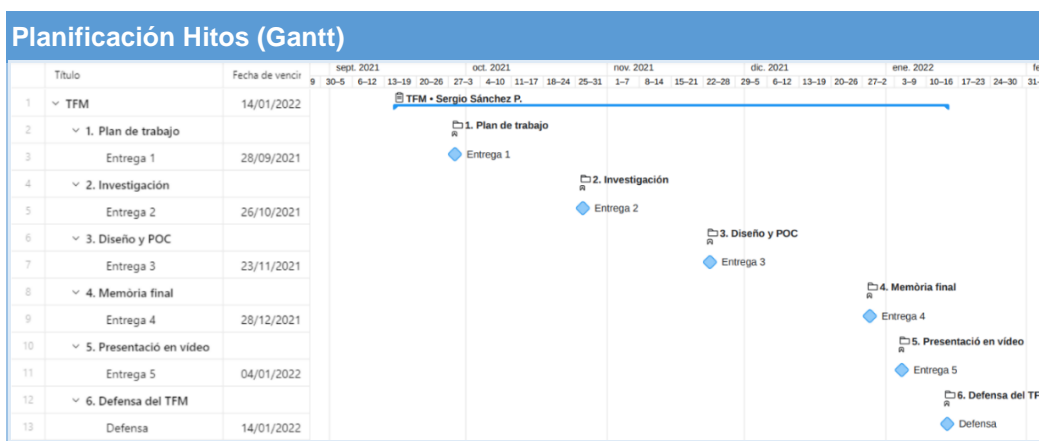 Planificación Hitos (Gantt)
Título Fecha de vencir
sept. 2021 oct. 2021 nov. 2021 dic. 2021 ene. 2022 fe
9 30–5 6–12 13–19 20–26 27–3 4–10 11–17 18–24 25–31 1–7 8–14 15–21 22–28 29–5 6–12 13–19 20–26 27–2 3–9 10–16 17–23 24–30 31-
1 TFM 14/01/2022 TFM • Sergio Sánchez P.
2 1. Plan de trabajo 1. Plan de trabajo
3 Entrega 1 28/09/2021 Entrega 1
4 2. Investigación 2. Investigación
5 Entrega 2 26/10/2021 Entrega 2
6 3. Diseño y POC 3. Diseño y POC
7 Entrega 3 23/11/2021 Entrega 3
8 4. Memòria final 4. Memòria final
9 Entrega 4 28/12/2021 Entrega 4
10 5. Presentació en vídeo 5. Presentació en vídeo
11 Entrega 5 04/01/2022 Entrega 5
12 6. Defensa del TFM 6. Defensa del TF
13 Defensa 14/01/2022 Defensa